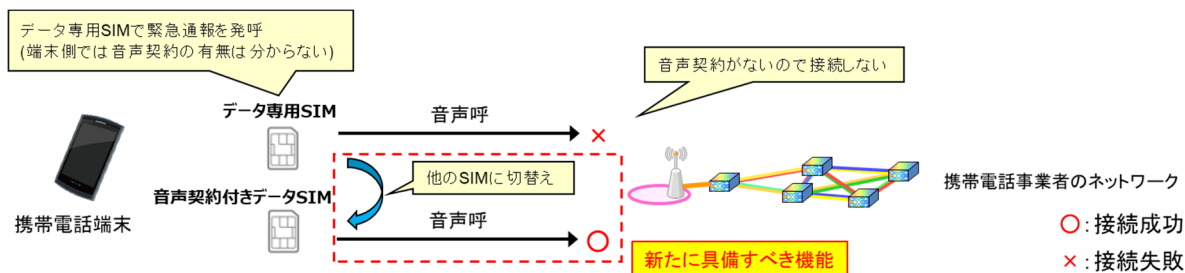 データ専用SIMで緊急通報を発呼
(端末側では音声契約の有無は分からない)
音声契約がないので接続しない
データ専用SIM
音声呼
×
他のSIMに切替え
音声契約付きデータSIM
音声呼
○
携帯電話端末
携帯電話事業者のネットワーク
新たに具備すべき機能
○:接続成功
×:接続失敗